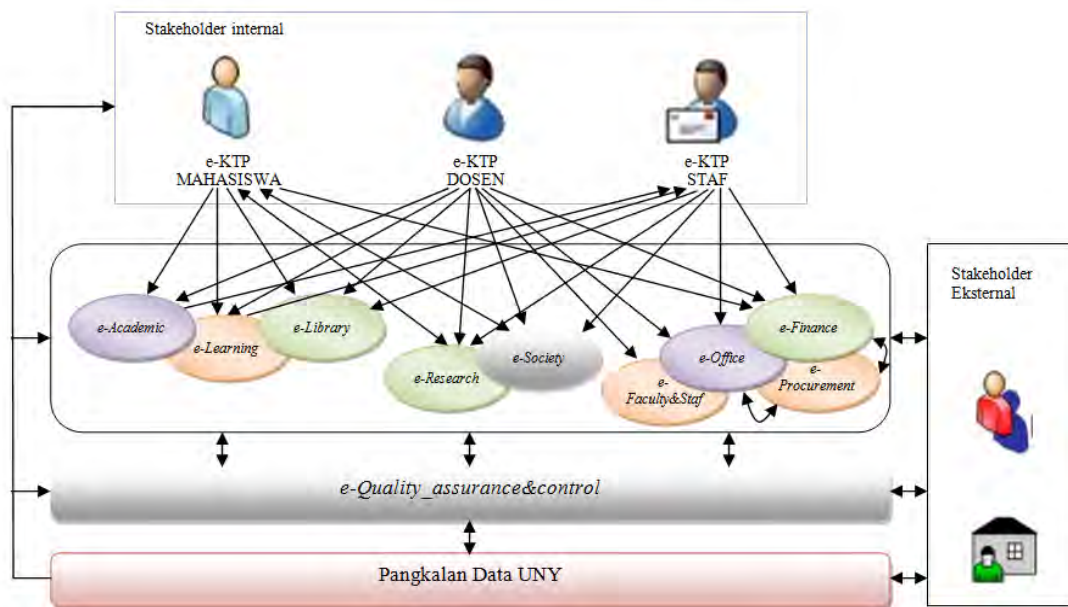 Stakeholder internal
e-KTP
MAHASISWA
e-KTP
DOSEN
e-KTP
STAF
Stakeholder
Eksternal
e-Academic
e-Learning
e-Library
e-Research
e-Society
e-
Faculty&Staf
e-Office
e-Finance
e-
Procurement
e-Quality_assurance&control
Pangkalan Data UNY